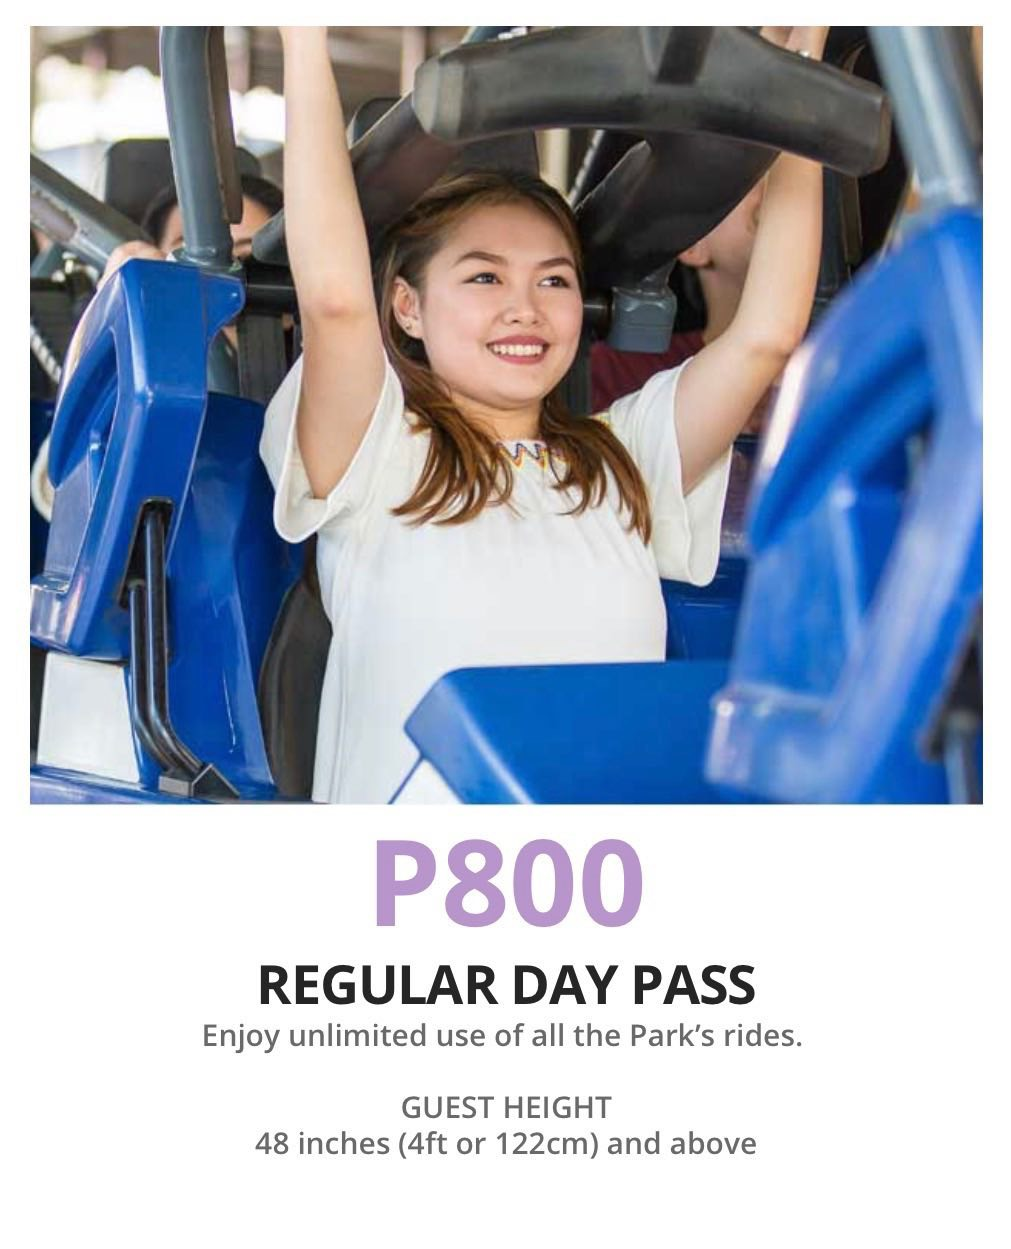 P800
REGULAR DAY PASS
Enjoy unlimited use of all the Park’s rides.
GUEST HEIGHT
48 inches (4ft or 122cm) and above